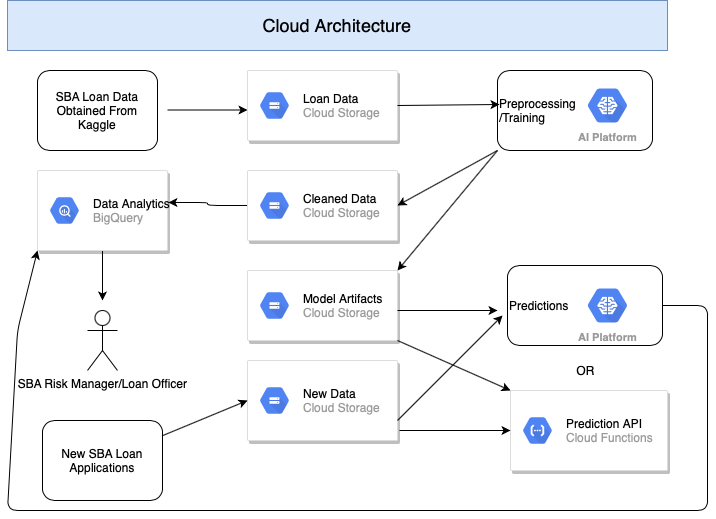 Cloud Architecture
SBA Loan Data
Obtained From
Kaggle
Loan Data
Cloud Storage
Preprocessing
/Training
AI Platform
Data Analytics
BigQuery
Cleaned Data
Cloud Storage
Model Artifacts
Cloud Storage
Predictions
AI Platform
SBA Risk Manager/Loan Officer
OR
New Data
Cloud Storage
Prediction API
Cloud Functions
New SBA Loan
Applications